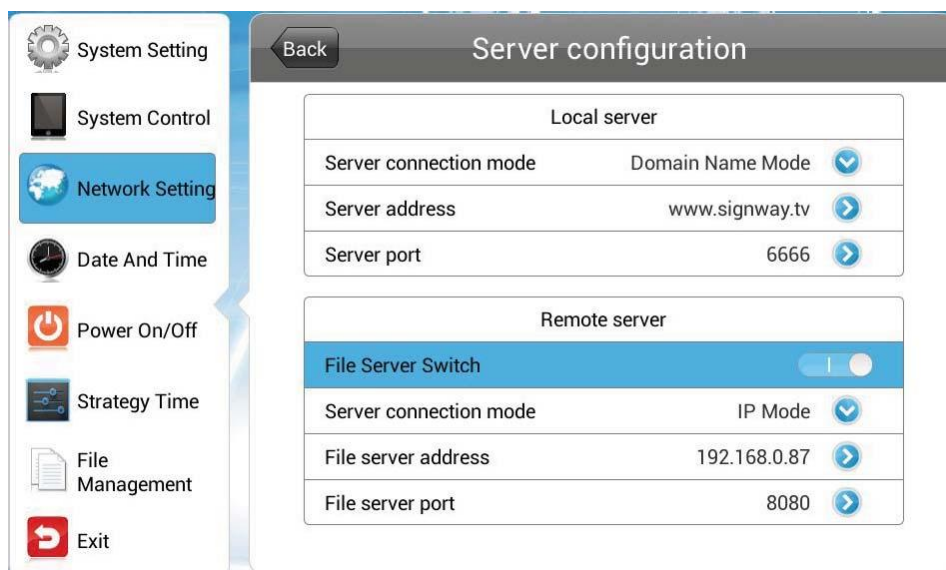 System Setting
System Control
Network Setting
Date And Time
Power On/Off
Strategy Time
File
Management
Exit
Back
Server configuration
Local server
Server connection mode Domain Name Mode
Server address www.signway.tv
Server port 6666
Remote server
File Server Switch
Server connection mode IP Mode
File server address 192.168.0.87
File server port 8080